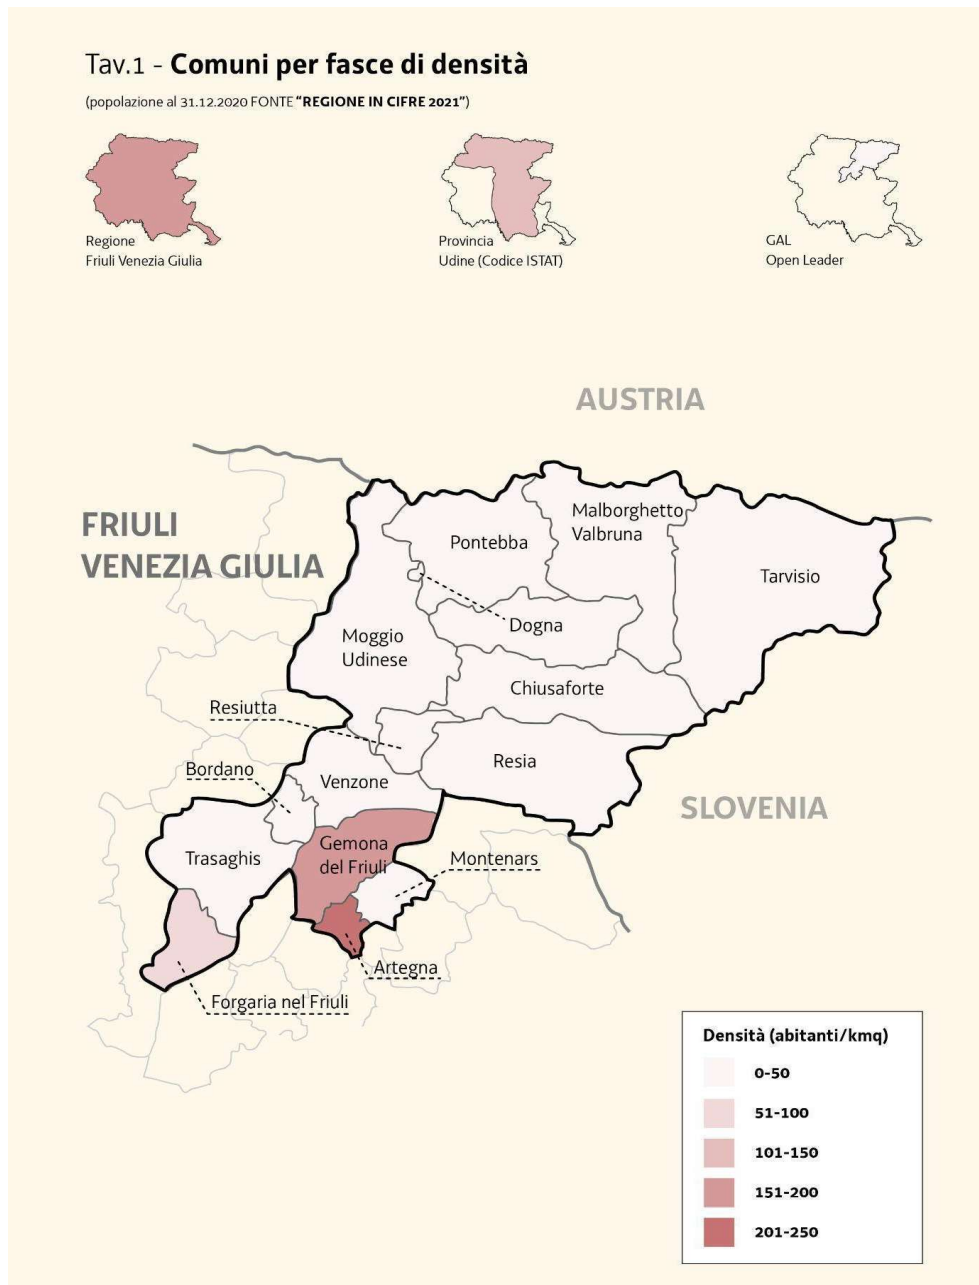 Tav.1 - Comuni per fasce di densità
(popolazione al 31.12.2020 FONTE "REGIONE IN CIFRE 2021")
Regione
Friuli Venezia Giulia
Provincia
Udine (Codice ISTAT)
GAL
Open Leader
AUSTRIA
FRIULI
VENEZIA GIULIA
Malborghetto
Valbruna
Pontebba
Tarvisio
Dogna
Moggio
Udinese
Chiusaforte
Resiutta
Resia
Bordano
Venzone
SLOVENIA
Gemona
del Friuli
Trasaghis
Montenars
Artegna
Forgaria nel Friuli
Densità (abitanti/kmq)
0-50
51-100
101-150
151-200
201-250